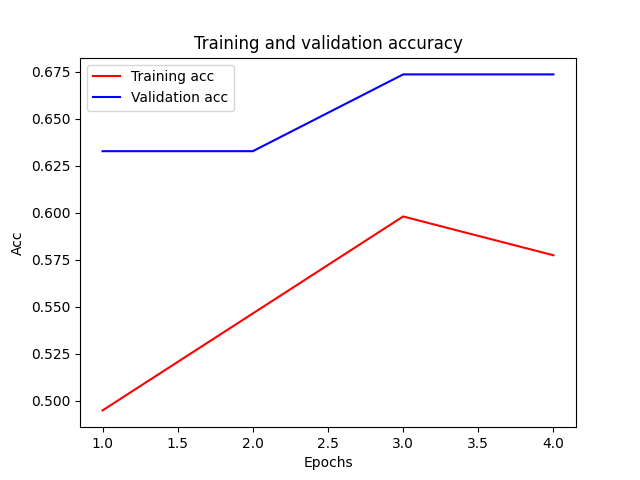 Training and validation accuracy
Training acc
Validation acc
0.675
0.650
0.625
0.600
0.575
0.550
0.525
0.500
Acc
1.0 1.5 2.0 2.5 3.0 3.5 4.0
Epochs